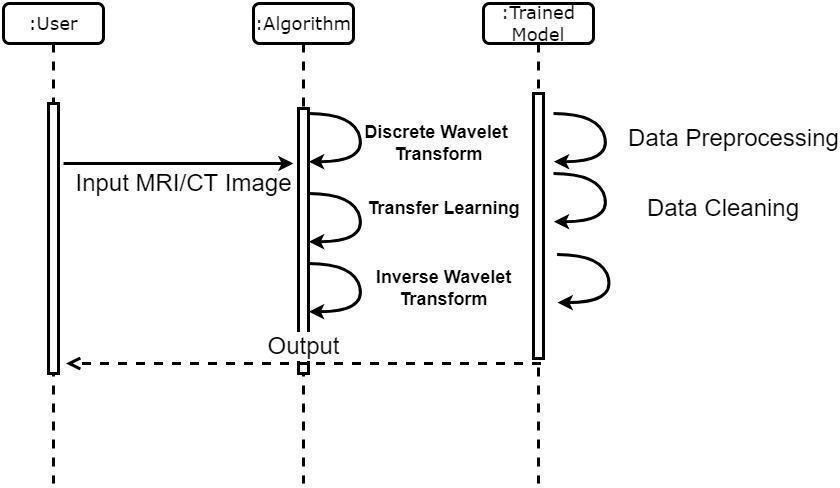 :User
:Algorithm
:Trained
Model
Discrete Wavelet
Transform
Data Preprocessing
Input MRI/CT Image
Transfer Learning
Data Cleaning
Inverse Wavelet
Transform
Output